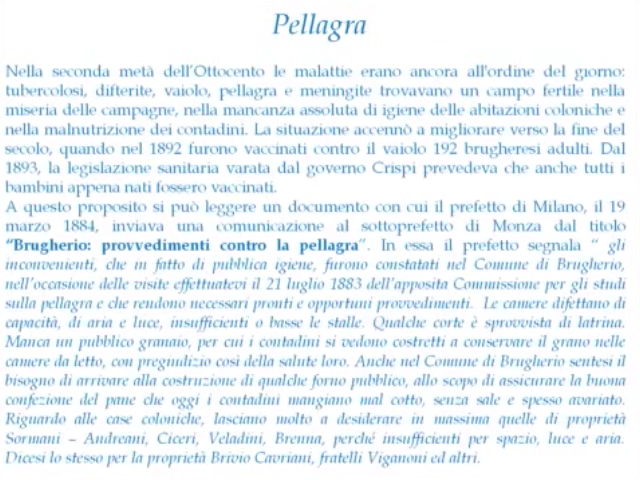 Pellagra
Nella seconda metà dell'Ottocento le malattie erano ancora all'ordine del giorno:
tubercolosi, difterite, vaiolo, pellagra e meningite trovavano un campo fertile nella
miseria delle campagne, nella mancanza assoluta di igiene delle abitazioni coloniche e
nella malnutrizione dei contadini. La situazione accennò a migliorare verso la fine del
secolo, quando nel 1892 furono vaccinati contro il vaiolo 192 brugheresi adulti. Dal
1893, la legislazione sanitaria varata dal governo Crispi prevedeva che anche tutti i
bambini appena nati fossero vaccinati.
A questo proposito si può leggere un documento con cui il prefetto di Milano, il 19
marzo 1884, inviava una comunicazione al sottoprefetto di Monza dal titolo
"Brugherio: provvedimenti contro la pellagra". In essa il prefetto segnala " gli
inconvenienti, che in fatto di pubblica igiene, furono constatati nel Comune di Brugherio,
nell'occasione delle visite effettuatevi il 21 luglio 1883 dell'apposita Commissione per gli studi
sulla pellagra e che rendono necessari pronti e opportuni provvedimenti. Le camere difettano di
capacità, di aria e luce, insufficienti o basse le stalle. Qualche corte è sprovvista di latrina.
Manca un pubblico granaio, per cui i contadini si vedono costretti a conservare il grano nelle
camere da letto, con pregiudizio così della salute loro. Anche nel Comune di Brugherio sentesi il
bisogno di arrivare alla costruzione di qualche forno pubblico, allo scopo di assicurare la buona
confezione del pane che oggi i contadini mangiano mal cotto, senza sale e spesso avariato.
Riguardo alle case coloniche, lasciano molto a desiderare in massima quelle di proprietà
Sormani – Andreani, Ciceri, Veladini, Brenna, perché insufficienti per spazio, luce e aria.
Dicesi lo stesso per la proprietà Brivio Cavriani, fratelli Viganoni ed altri.